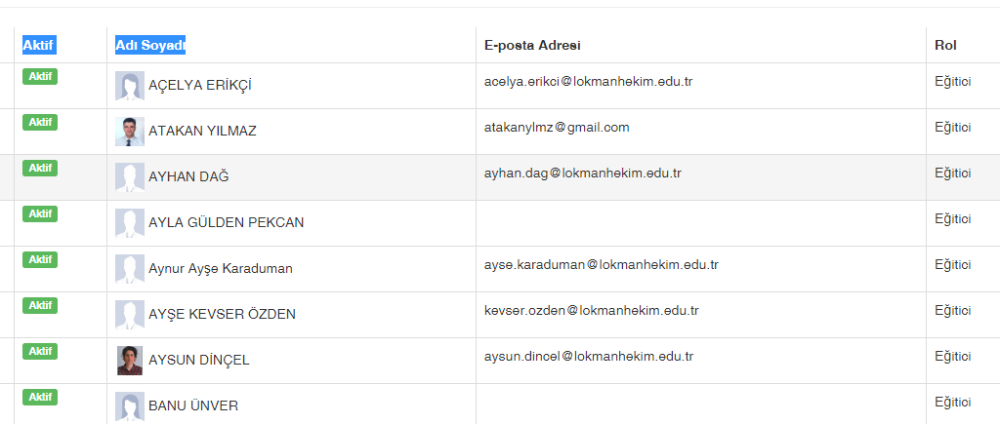 Aktif Adı Soyadı E-posta Adresi Rol
Aktif AÇELYA ERİKÇİ acelya.erikci@lokmanhekim.edu.tr Eğitici
Aktif ATAKAN YILMAZ atakanylmz@gmail.com Eğitici
Aktif AYHAN DAĞ ayhan.dag@lokmanhekim.edu.tr Eğitici
Aktif AYLA GÜLDEN PEKCAN Eğitici
Aktif Aynur Ayşe Karaduman ayse.karaduman@lokmanhekim.edu.tr Eğitici
Aktif AYŞE KEVSER ÖZDEN kevser.ozden@lokmanhekim.edu.tr Eğitici
Aktif AYSUN DİNÇEL aysun.dincel@lokmanhekim.edu.tr Eğitici
Aktif BANU ÜNVER Eğitici